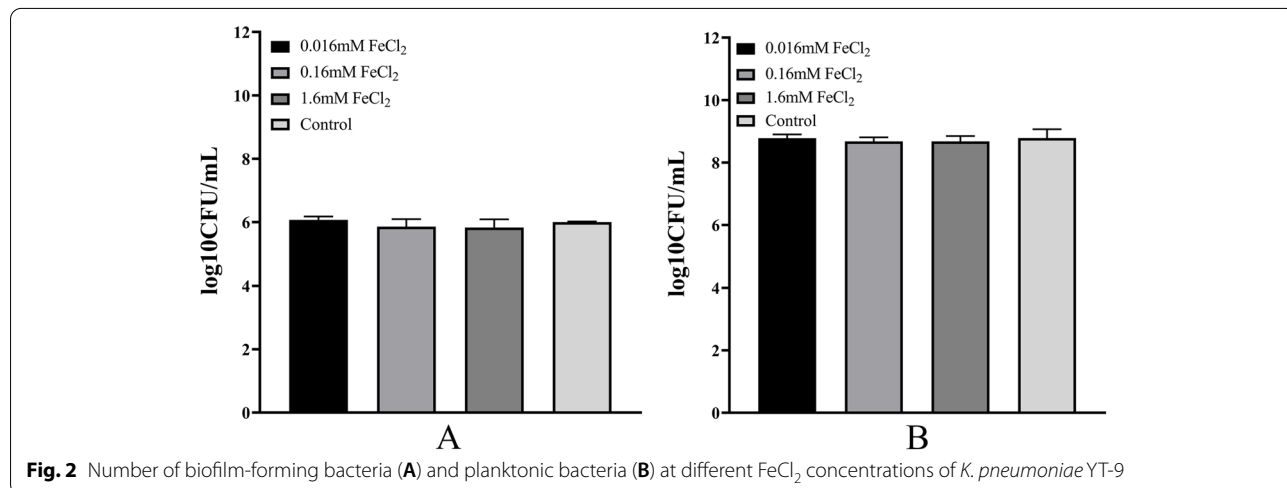 12
10
8
6
4
2
0
log10CFU/mL
0.016mM FeCl₂
0.16mM FeCl₂
1.6mM FeCl₂
Control
A
12
10
8
6
4
2
0
log10CFU/mL
0.016mM FeCl₂
0.16mM FeCl₂
1.6mM FeCl₂
Control
B
Fig. 2 Number of biofilm-forming bacteria (A) and planktonic bacteria (B) at different FeCl₂ concentrations of K. pneumoniae YT-9